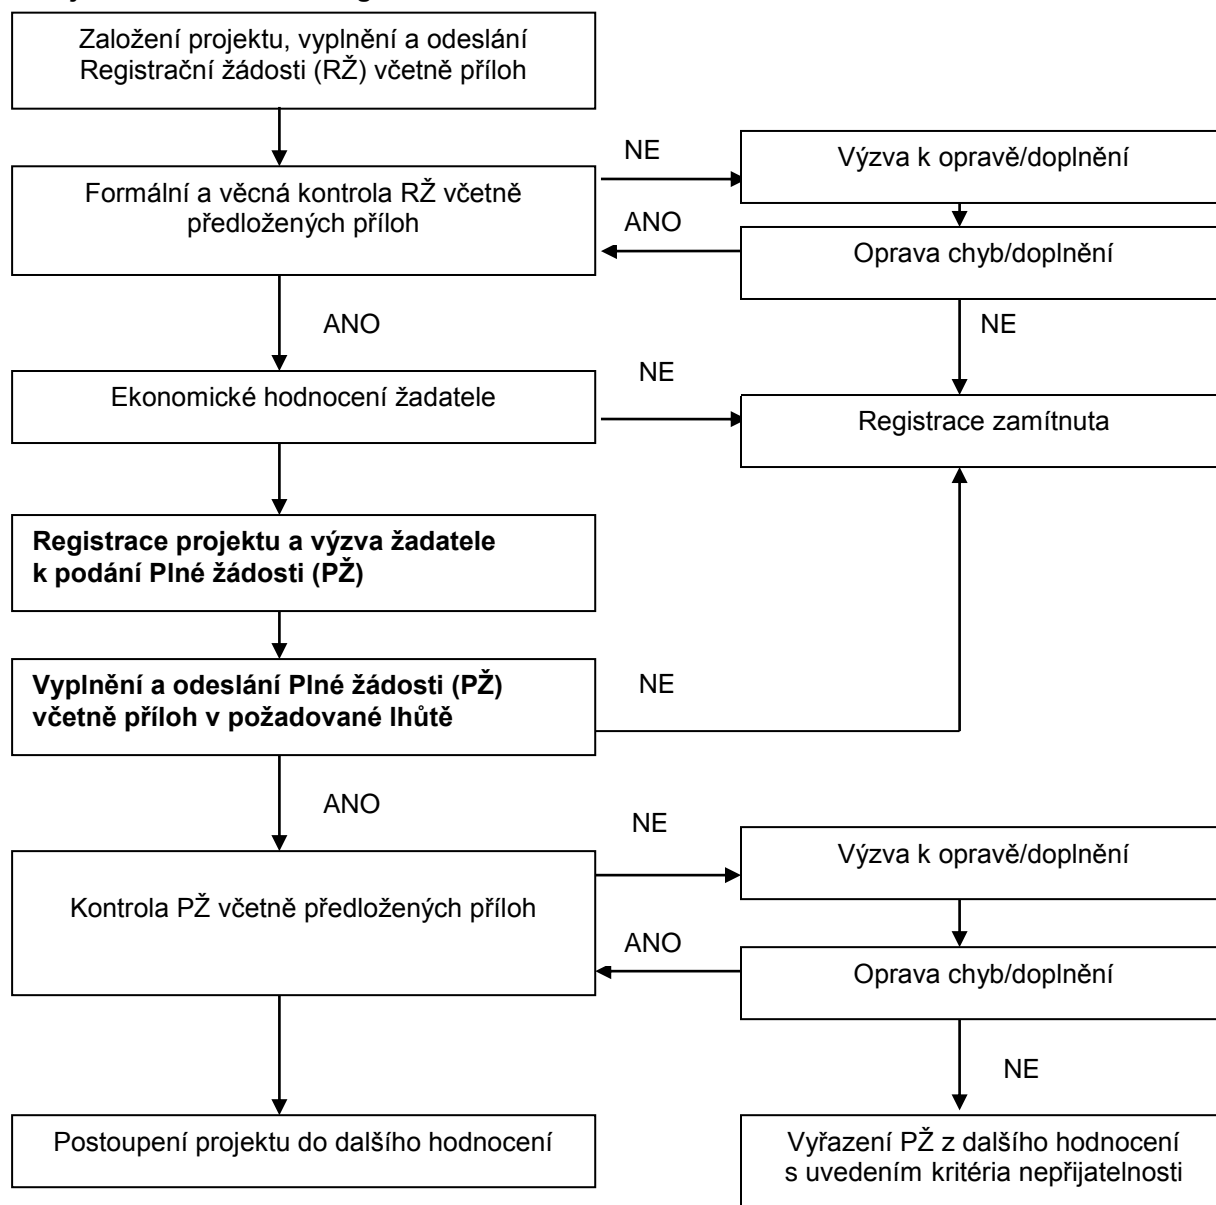 Založení projektu, vyplnění a odeslání
Registrační žádosti (RŽ) včetně příloh
NE
Výzva k opravě/doplnění
Formální a věcná kontrola RŽ včetně
předložených příloh
ANO
Oprava chyb/doplnění
ANO
NE
Ekonomické hodnocení žadatele
NE
Registrace zamítnuta
Registrace projektu a výzva žadatele
k podání Plné žádosti (PŽ)
Vyplnění a odeslání Plné žádosti (PŽ)
včetně příloh v požadované lhůtě
NE
ANO
NE
Výzva k opravě/doplnění
Kontrola PŽ včetně předložených příloh
ANO
Oprava chyb/doplnění
NE
Postoupení projektu do dalšího hodnocení
Vyřazení PŽ z dalšího hodnocení
s uvedením kritéria nepřijatelnosti